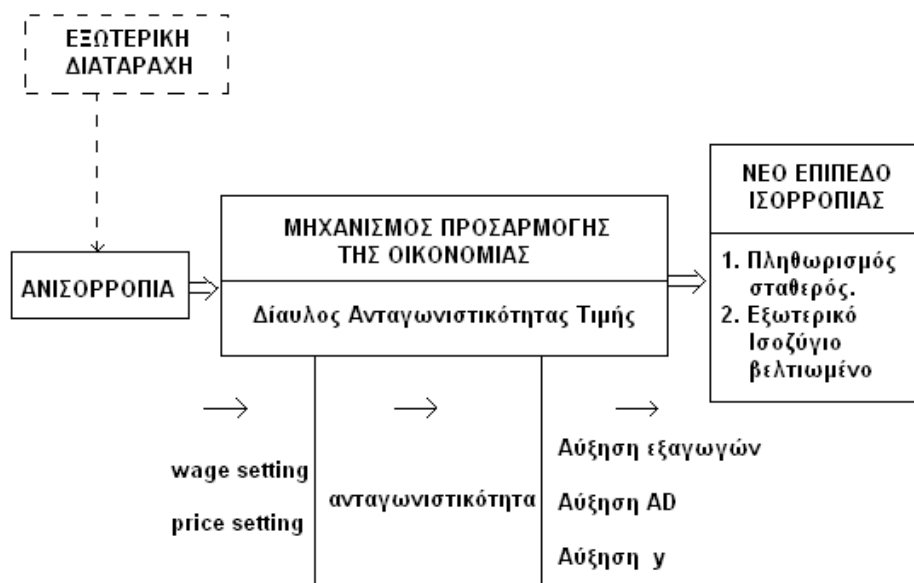 ΕΞΩΤΕΡΙΚΗ
ΔΙΑΤΑΡΑΧΗ
ΑΝΙΣΟΡΡΟΠΙΑ
ΜΗΧΑΝΙΣΜΟΣ ΠΡΟΣΑΡΜΟΓΗΣ
ΤΗΣ ΟΙΚΟΝΟΜΙΑΣ
Δίαυλος Ανταγωνιστικότητας Τιμής
ΝΕΟ ΕΠΙΠΕΔΟ
ΙΣΟΡΡΟΠΙΑΣ
1. Πληθωρισμός
σταθερός.
2. Εξωτερικό
Ισοζύγιο
βελτιωμένο
wage setting
price setting
ανταγωνιστικότητα
Αύξηση εξαγωγών
Αύξηση AD
Αύξηση y